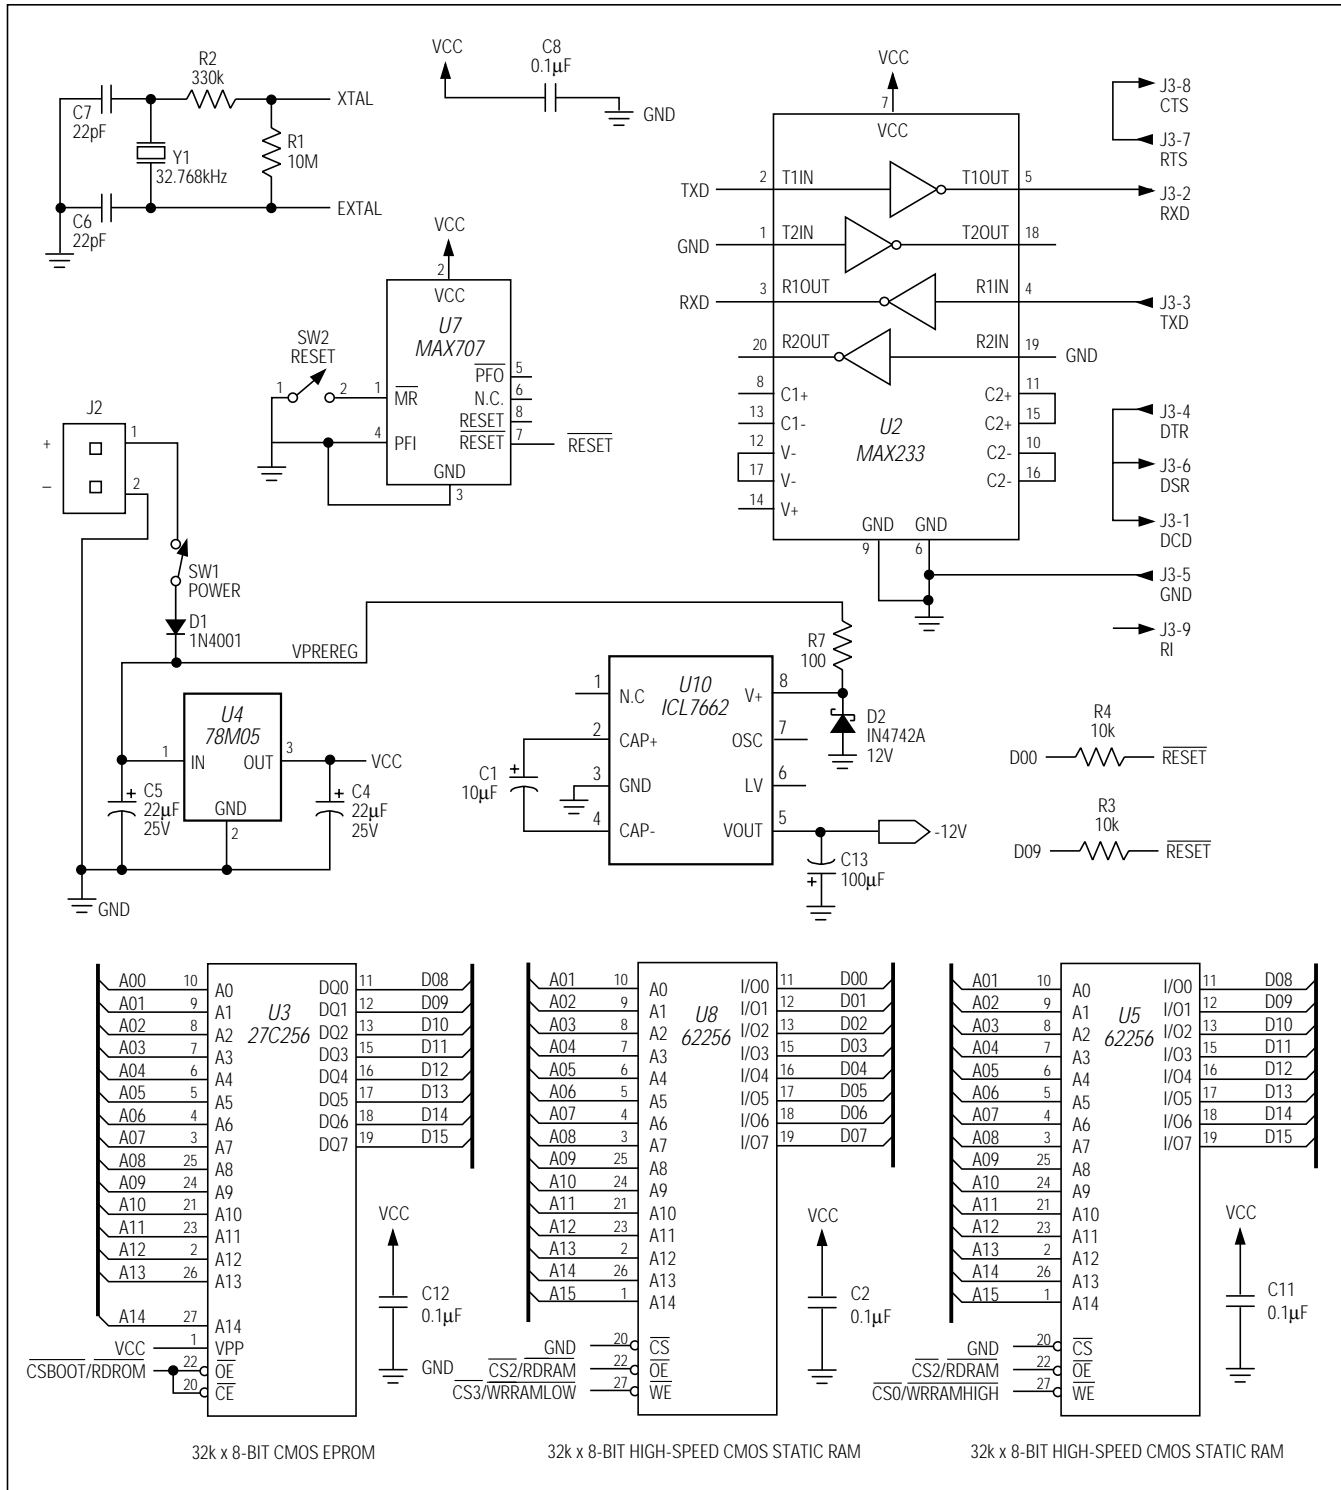 R2
330k
XTAL
C7
22pF
Y1
32.768kHz
R1
10M
C6
22pF
EXTAL
VCC
C8
0.1µF
GND
VCC
7
VCC
TXD
2
T1IN
T1OUT
5
GND
1
T2IN
T2OUT
18
RXD
3
R1OUT
R1IN
4
20
R2OUT
R2IN
19
GND
8
C1+
C2+
11
13
C1-
C2+
15
12
V-
C2-
10
17
V-
C2-
16
14
V+
U2
MAX233
GND
GND
9
6
J3-8
CTS
J3-7
RTS
J3-2
RXD
J3-3
TXD
J3-4
DTR
J3-6
DSR
J3-1
DCD
J3-5
GND
J3-9
RI
VCC
2
VCC
U7
MAX707
SW2
RESET
1
2
1
MR
4
PFI
PFO
5
N.C.
6
RESET
8
RESET
7
RESET
GND
3
J2
+
1
–
2
SW1
POWER
D1
1N4001
VPREREG
U4
78M05
1
IN
OUT
3
VCC
GND
2
+
C5
22µF
25V
+
C4
22µF
25V
GND
U10
ICL7662
1
N.C
V+
8
2
CAP+
OSC
7
3
GND
LV
6
4
CAP-
VOUT
5
+
C1
10µF
R7
100
D2
IN4742A
12V
-12V
+
C13
100µF
R4
10k
D00
RESET
R3
10k
D09
RESET
U3
27C256
A00 10 A0 DQ0 11 D08
A01 9 A1 DQ1 12 D09
A02 8 A2 DQ2 13 D10
A03 7 A3 DQ3 15 D11
A04 6 A4 DQ4 16 D12
A05 5 A5 DQ5 17 D13
A06 4 A6 DQ6 18 D14
A07 3 A7 DQ7 19 D15
A08 25 A8
A09 24 A9
A10 21 A10
A11 23 A11
A12 2 A12
A13 26 A13
A14 27 A14
VCC 1 VPP
CSBOOT/RDROM 22 OE
20 CE
VCC
C12
0.1µF
GND
32k x 8-BIT CMOS EPROM
U8
62256
A01 10 A0 I/O0 11 D00
A02 9 A1 I/O1 12 D01
A03 8 A2 I/O2 13 D02
A04 7 A3 I/O3 15 D03
A05 6 A4 I/O4 16 D04
A06 5 A5 I/O5 17 D05
A07 4 A6 I/O6 18 D06
A08 3 A7 I/O7 19 D07
A09 25 A8
A10 24 A9
A11 21 A10
A12 23 A11
A13 2 A12
A14 26 A13
A15 1 A14
GND 20 CS
CS2/RDRAM 22 OE
CS3/WRRAMLOW 27 WE
VCC
C2
0.1µF
32k x 8-BIT HIGH-SPEED CMOS STATIC RAM
U5
62256
A01 10 A0 I/O0 11 D08
A02 9 A1 I/O1 12 D09
A03 8 A2 I/O2 13 D10
A04 7 A3 I/O3 15 D11
A05 6 A4 I/O4 16 D12
A06 5 A5 I/O5 17 D13
A07 4 A6 I/O6 18 D14
A08 3 A7 I/O7 19 D15
A09 25 A8
A10 24 A9
A11 21 A10
A12 23 A11
A13 2 A12
A14 26 A13
A15 1 A14
GND 20 CS
CS2/RDRAM 22 OE
CS0/WRRAMHIGH 27 WE
VCC
C11
0.1µF
32k x 8-BIT HIGH-SPEED CMOS STATIC RAM